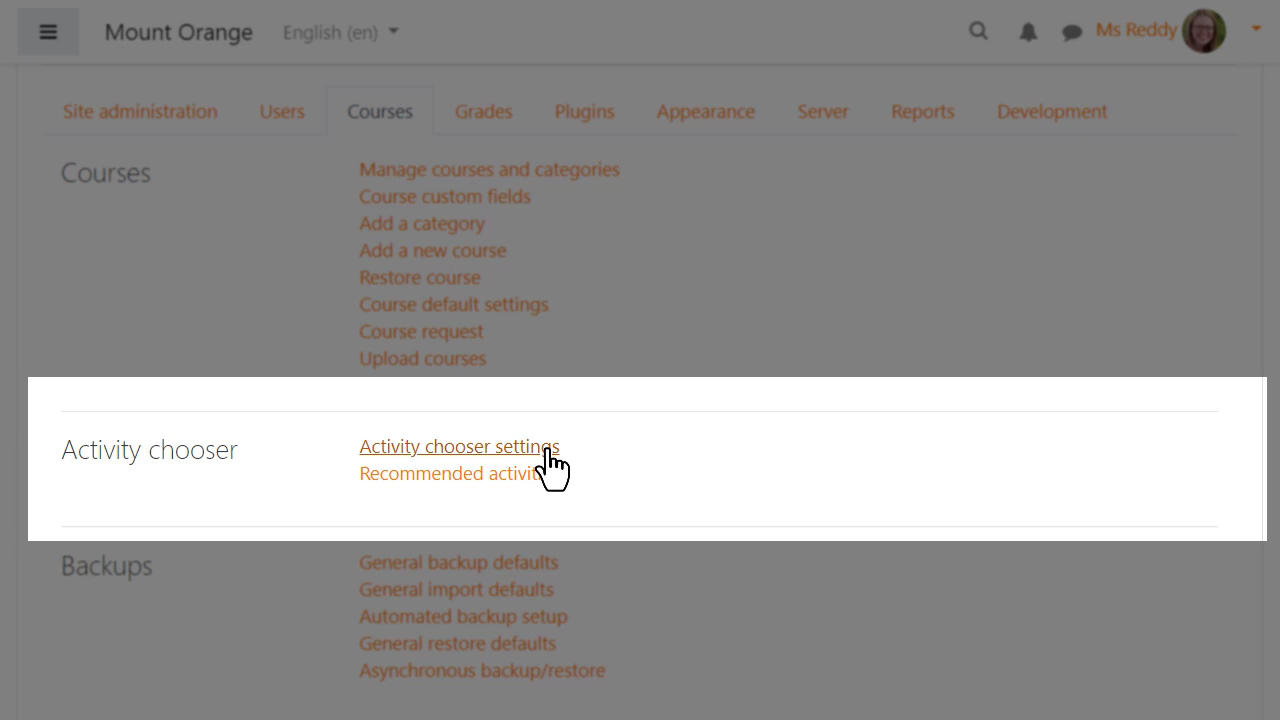 Mount Orange English (en) Ms Reddy
Site administration Users Courses Grades Plugins Appearance Server Reports Development
Courses
Manage courses and categories
Course custom fields
Add a category
Add a new course
Restore course
Course default settings
Course request
Upload courses
Activity chooser
Activity chooser settings
Recommended
Backups
General backup defaults
General import defaults
Automated backup setup
General restore defaults
Asynchronous backup/restore